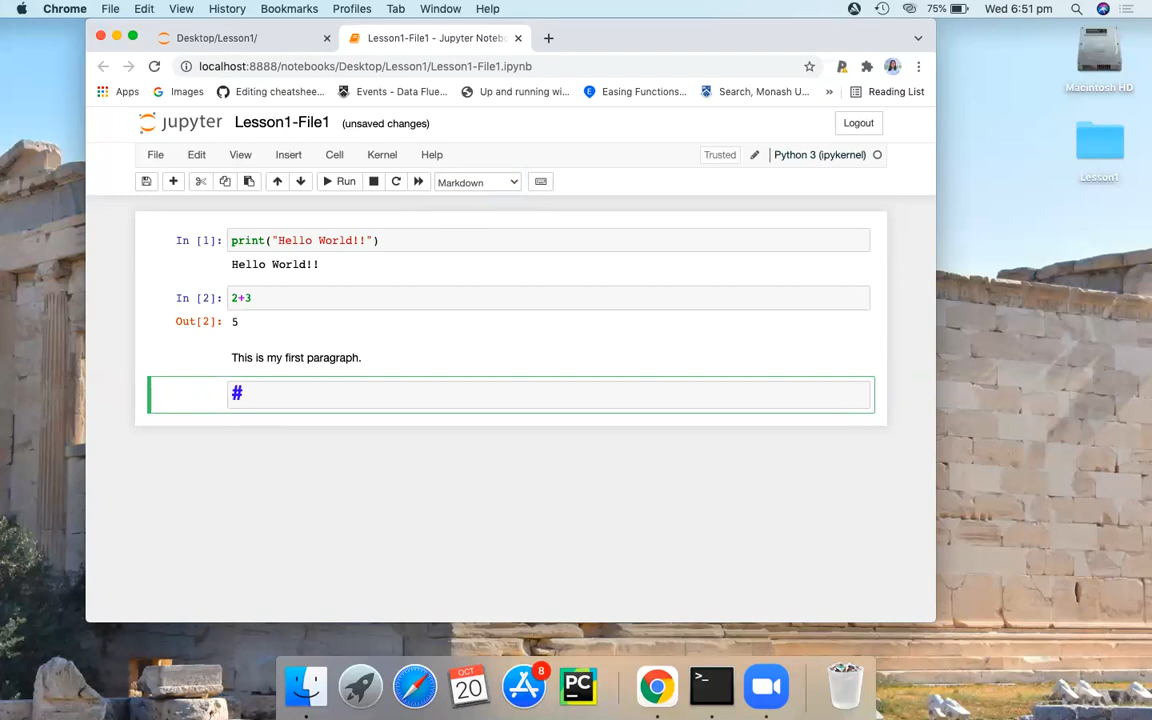 Chrome File Edit View History Bookmarks Profiles Tab Window Help 75% Wed 6:51 pm
Desktop/Lesson1/ Lesson1-File1 - Jupyter Notebo
localhost:8888/notebooks/Desktop/Lesson1/Lesson1-File1.ipynb
Apps Images Editing cheatshee... Events - Data Flue... Up and running wi... Easing Functions... Search, Monash U... » Reading List
Macintosh HD
jupyter Lesson1-File1 (unsaved changes) Logout
File Edit View Insert Cell Kernel Help Trusted Python 3 (ipykernel)
Lesson1
Run Markdown
In [1]: print("Hello World!!")
Hello World!!
In [2]: 2+3
Out[2]: 5
This is my first paragraph.
#
OCT
20
8
PC
>_